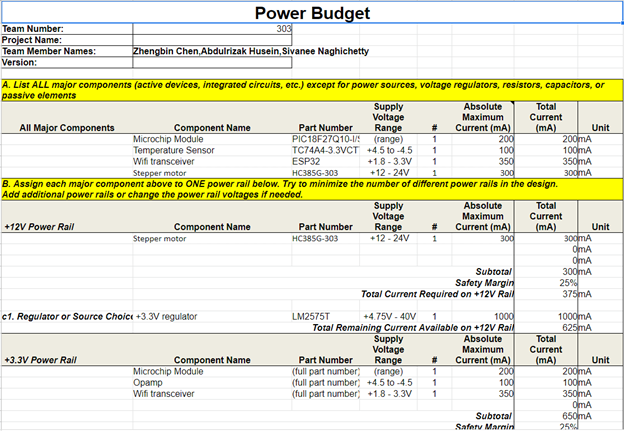 Power Budget
Team Number: 303
Project Name:
Team Member Names: Zhengbin Chen,Abdulrizak Husein,Sivanee Naghichetty
Version:
A. List ALL major components (active devices, integrated circuits, etc.) except for power sources, voltage regulators, resistors, capacitors, or
passive elements
All Major Components Component Name Part Number Supply Voltage Range # Absolute Maximum Current (mA) Total Current (mA) Unit
Microchip Module PIC18F27Q10-I/S (range) 1 200 200 mA
Temperature Sensor TC74A4-3.3VCT +4.5 to -4.5 1 100 100 mA
Wifi transceiver ESP32 +1.8 - 3.3V 1 350 350 mA
Stepper motor HC385G-303 +12 - 24V 1 300 300 mA
B. Assign each major component above to ONE power rail below. Try to minimize the number of different power rails in the design.
Add additional power rails or change the power rail voltages if needed.
+12V Power Rail Component Name Part Number Supply Voltage Range # Absolute Maximum Current (mA) Total Current (mA) Unit
Stepper motor HC385G-303 +12 - 24V 1 300 300 mA
0 mA
0 mA
Subtotal 300 mA
Safety Margin 25%
Total Current Required on +12V Rail 375 mA
c1. Regulator or Source Choice +3.3V regulator LM2575T +4.75V - 40V 1 1000 1000 mA
Total Remaining Current Available on +12V Rail 625 mA
+3.3V Power Rail Component Name Part Number Supply Voltage Range # Absolute Maximum Current (mA) Total Current (mA) Unit
Microchip Module (full part number) (range) 1 200 200 mA
Opamp (full part number) +4.5 to -4.5 1 100 100 mA
Wifi transceiver (full part number) +1.8 - 3.3V 1 350 350 mA
0 mA
Subtotal 650 mA
Safety Margin 25%